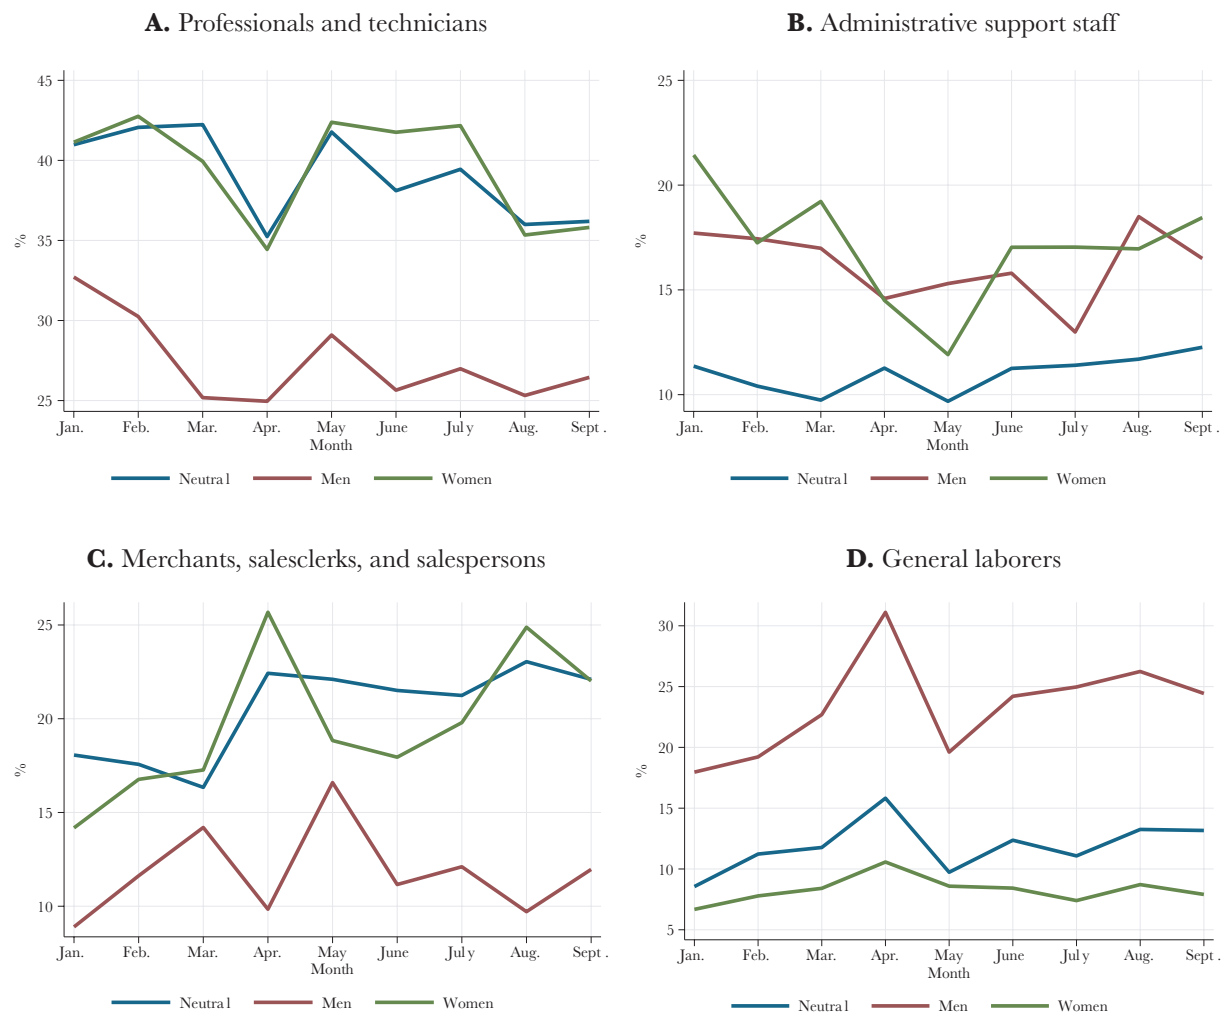 A. Professionals and technicians
45
40
35
30
25
%
Jan. Feb. Mar. Apr. May June July Aug. Sept.
Month
Neutral Men Women
B. Administrative support staff
25
20
15
10
%
Jan. Feb. Mar. Apr. May June July Aug. Sept.
Month
Neutral Men Women
C. Merchants, salesclerks, and salespersons
25
20
15
10
%
Jan. Feb. Mar. Apr. May June July Aug. Sept.
Month
Neutral Men Women
D. General laborers
30
25
20
15
10
5
%
Jan. Feb. Mar. Apr. May June July Aug. Sept.
Month
Neutral Men Women